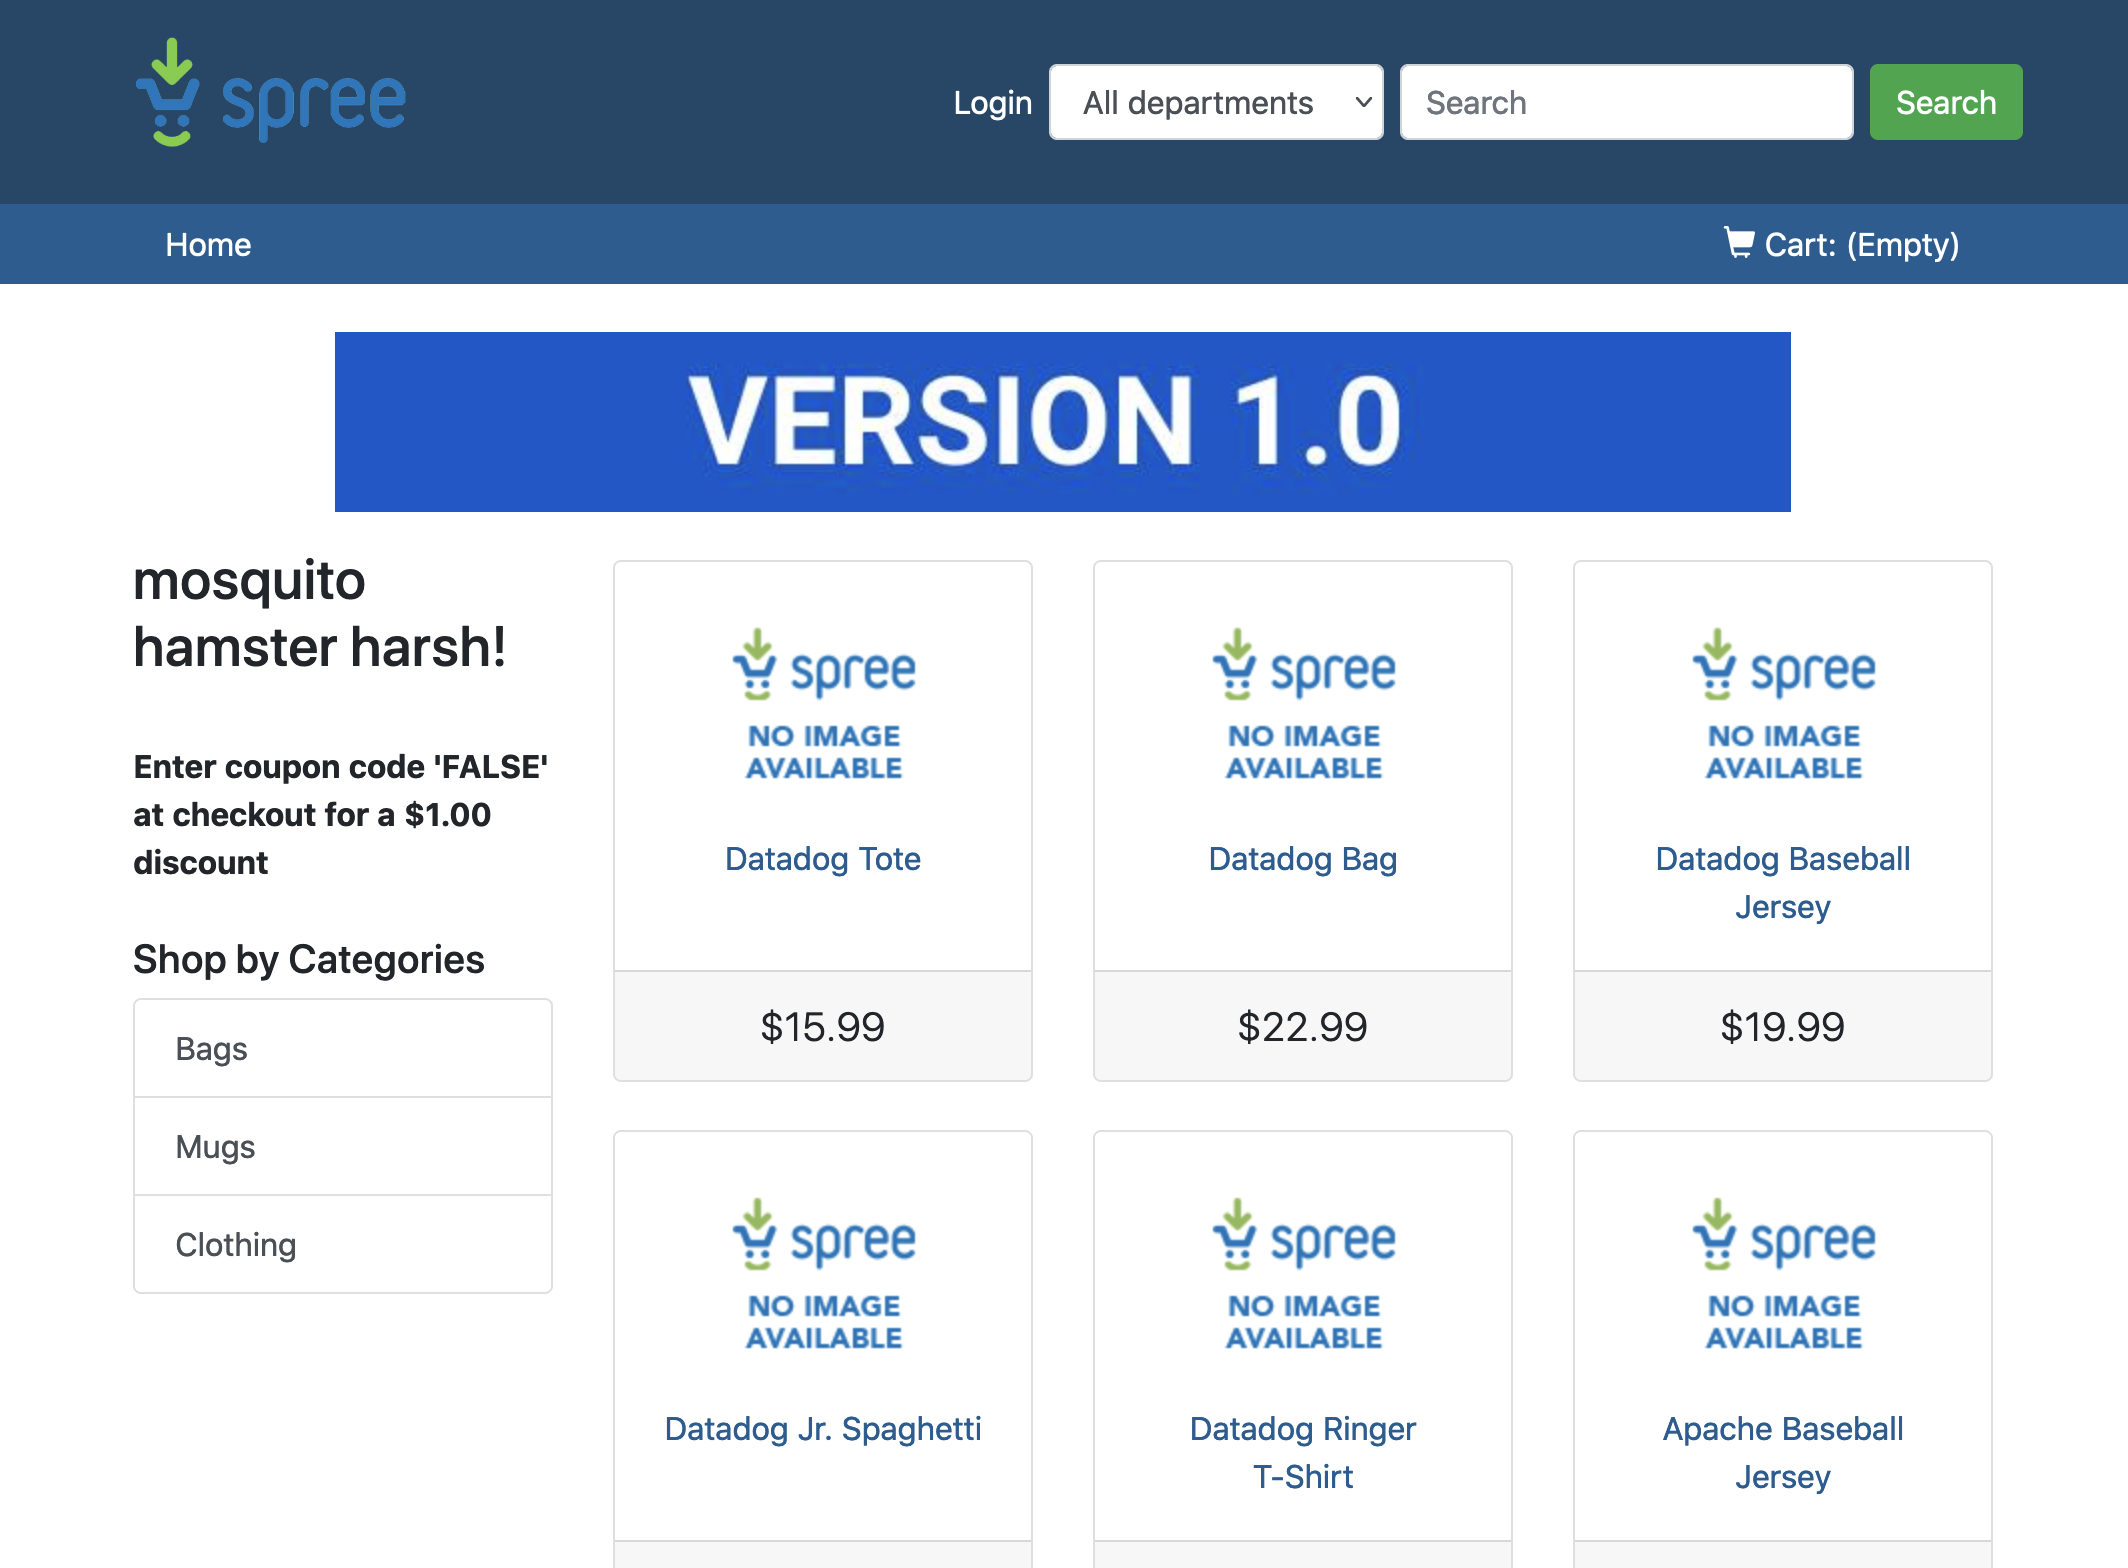 spree
Login
All departments
Search
Search
Home
Cart: (Empty)
VERSION 1.0
mosquito
hamster harsh!
Enter coupon code 'FALSE'
at checkout for a $1.00
discount
Shop by Categories
Bags
Mugs
Clothing
spree
NO IMAGE
AVAILABLE
Datadog Tote
$15.99
spree
NO IMAGE
AVAILABLE
Datadog Bag
$22.99
spree
NO IMAGE
AVAILABLE
Datadog Baseball
Jersey
$19.99
spree
NO IMAGE
AVAILABLE
Datadog Jr. Spaghetti
spree
NO IMAGE
AVAILABLE
Datadog Ringer
T-Shirt
spree
NO IMAGE
AVAILABLE
Apache Baseball
Jersey